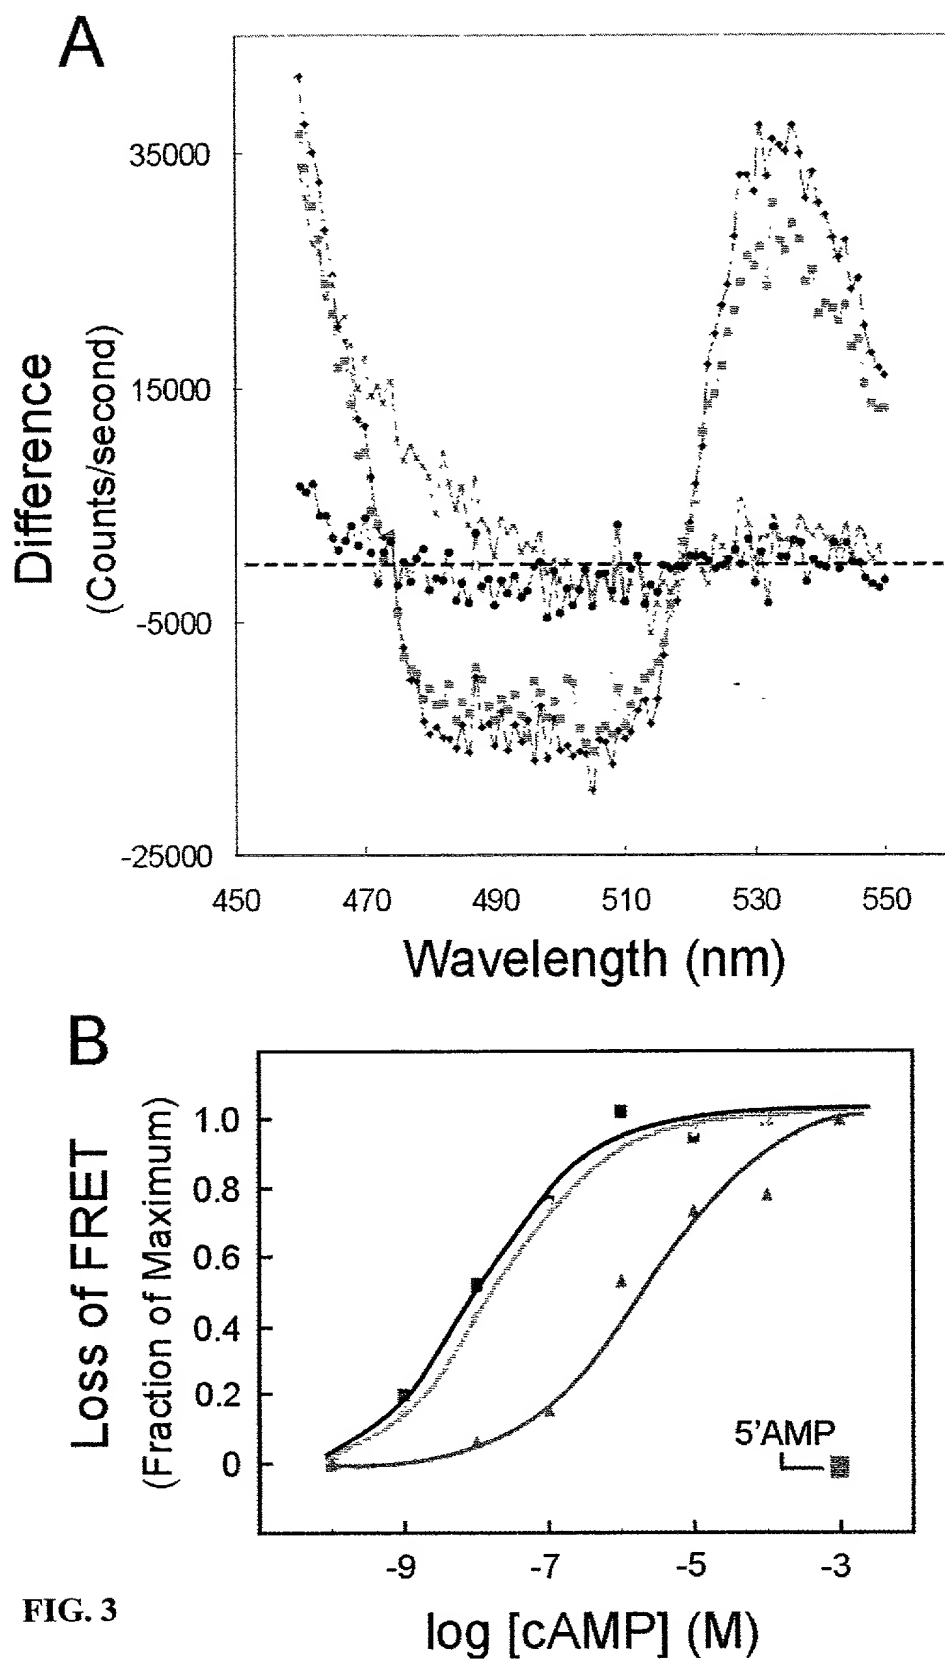 A
Difference
(Counts/second)
35000
15000
-5000
-25000
450 470 490 510 530 550
Wavelength (nm)
B
Loss of FRET
(Fraction of Maximum)
1.0
0.8
0.6
0.4
0.2
0
5'AMP
-9 -7 -5 -3
log [cAMP] (M)
FIG. 3